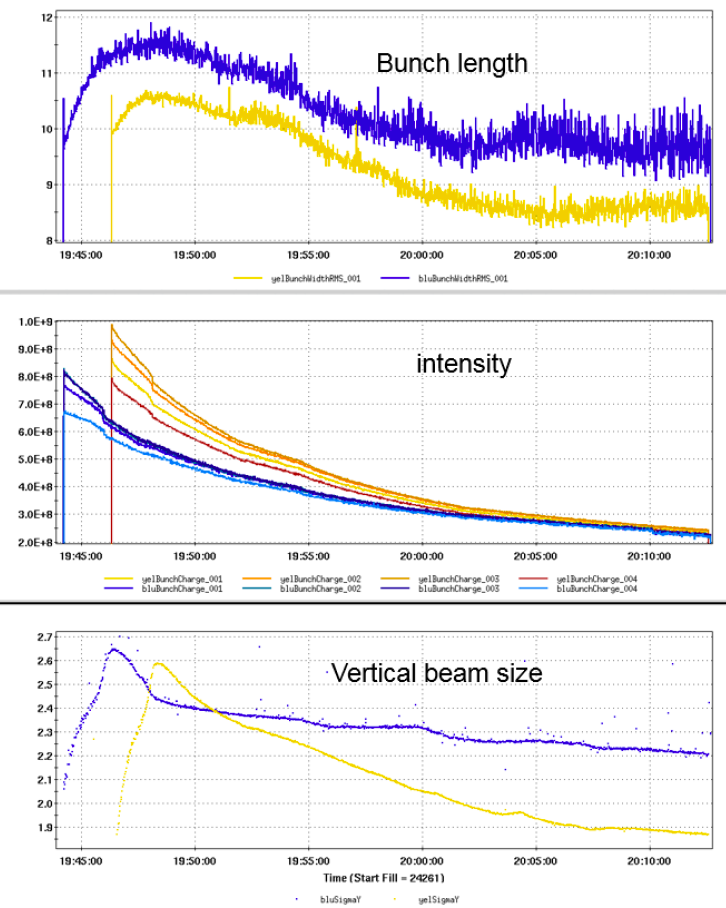 12
Bunch length
11
10
9
8
19:45:00 19:50:00 19:55:00 20:00:00 20:05:00 20:10:00
yelBunchWidthRMS_001 bluBunchWidthRMS_001
1.0E+9
9.0E+8
intensity
8.0E+8
7.0E+8
6.0E+8
5.0E+8
4.0E+8
3.0E+8
2.0E+8
19:45:00 19:50:00 19:55:00 20:00:00 20:05:00 20:10:00
yelBunchCharge_001 yelBunchCharge_002 yelBunchCharge_003 yelBunchCharge_004
bluBunchCharge_001 bluBunchCharge_002 bluBunchCharge_003 bluBunchCharge_004
2.7
2.6
Vertical beam size
2.5
2.4
2.3
2.2
2.1
2.0
1.9
19:45:00 19:50:00 19:55:00 20:00:00 20:05:00 20:10:00
Time (Start Fill = 24261)
bluSigmaY yelSigmaY